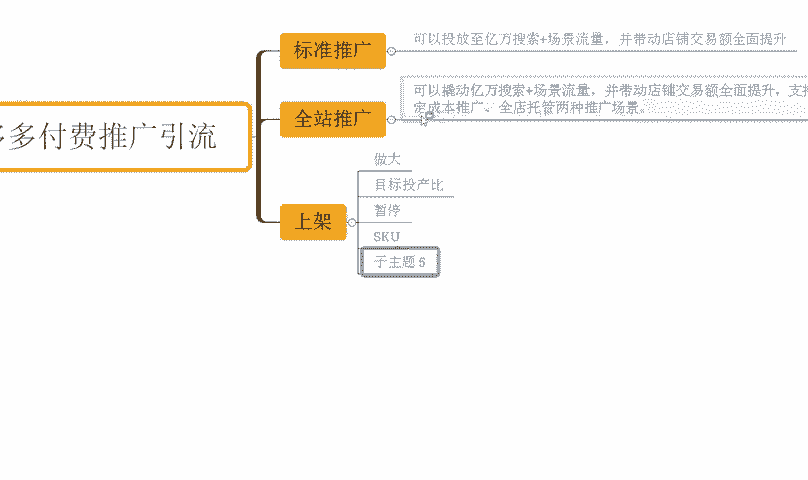 标准推广
可以投放至亿万搜索+场景流量，并带动店铺交易额全面提升
多付费推广引流
全站推广
可以撬动亿万搜索+场景流量，并带动店铺交易额全面提升，支
定成本推广、全店托管两种推广场景。
上架
做大
目标投产比
暂停
SKU
子主题 5